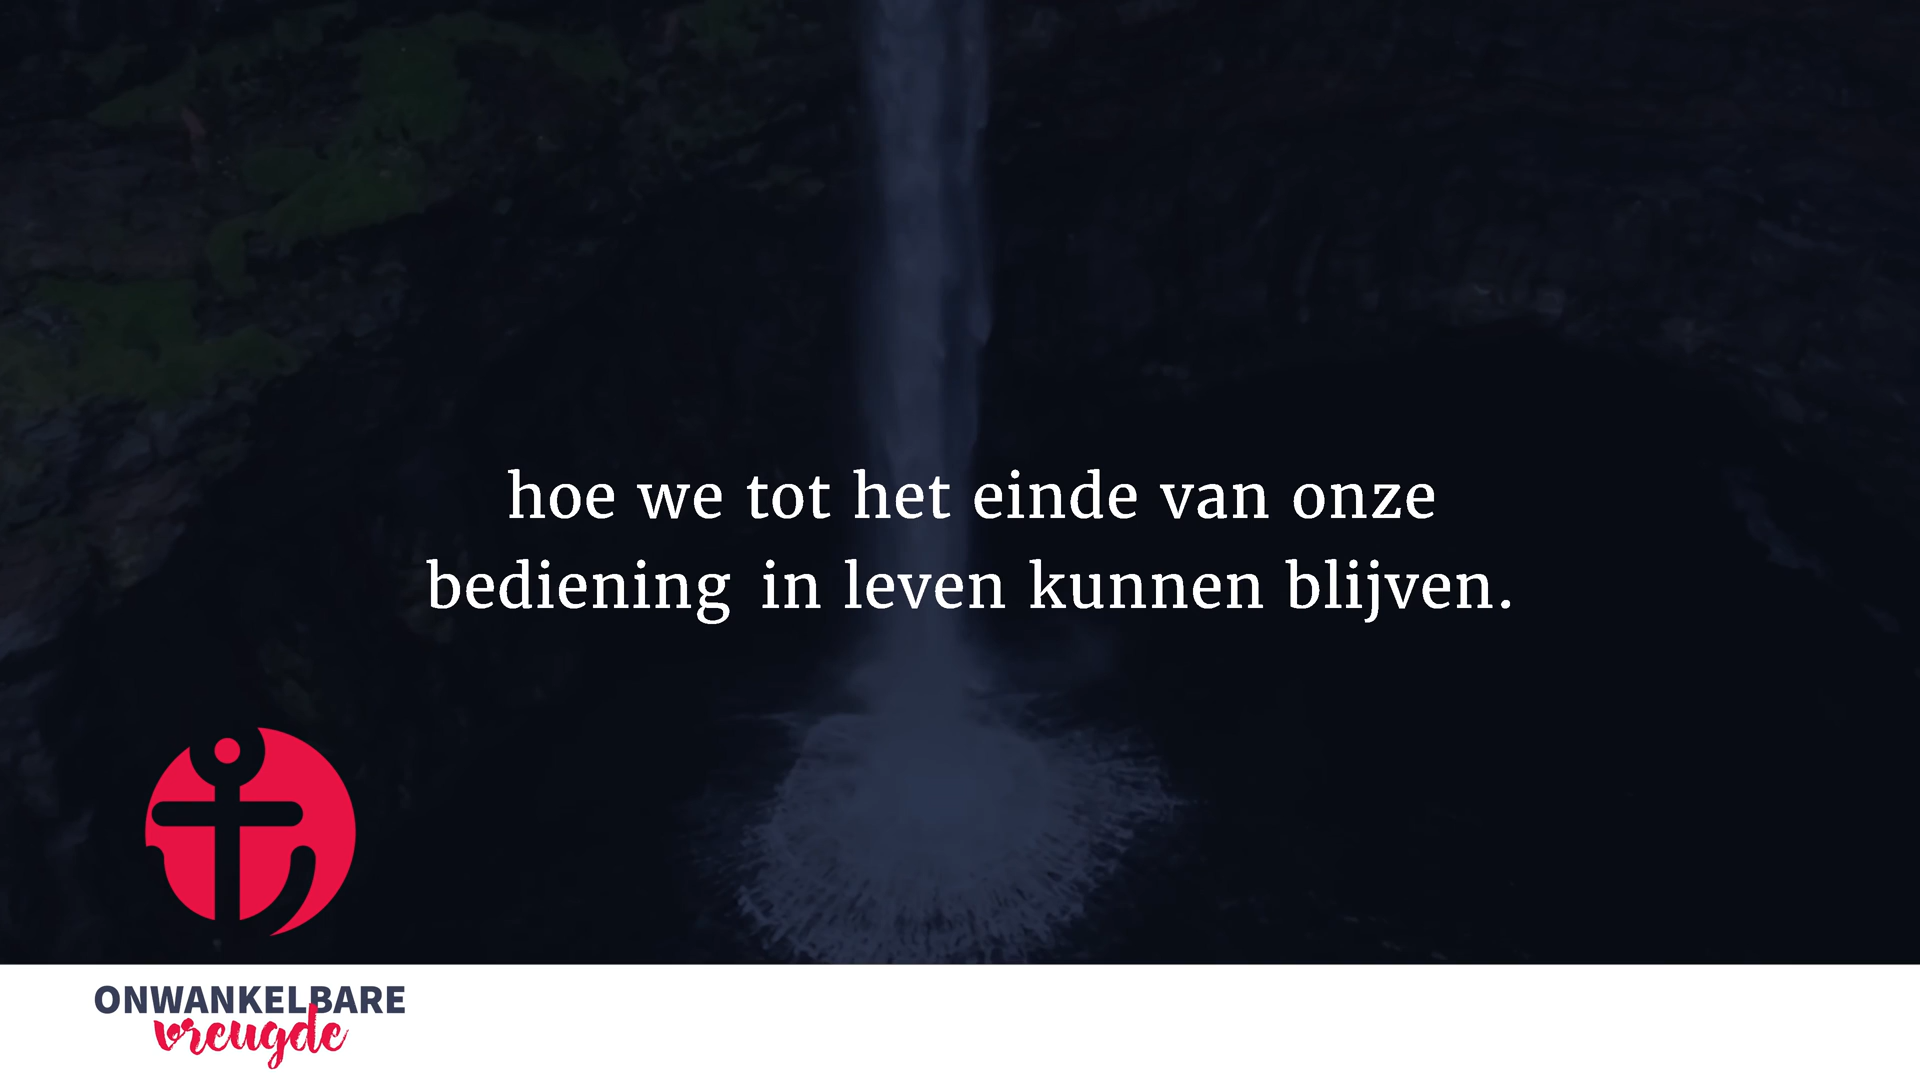 hoe we tot het einde van onze
bediening in leven kunnen blijven.
ONWANKELBARE
vreugde